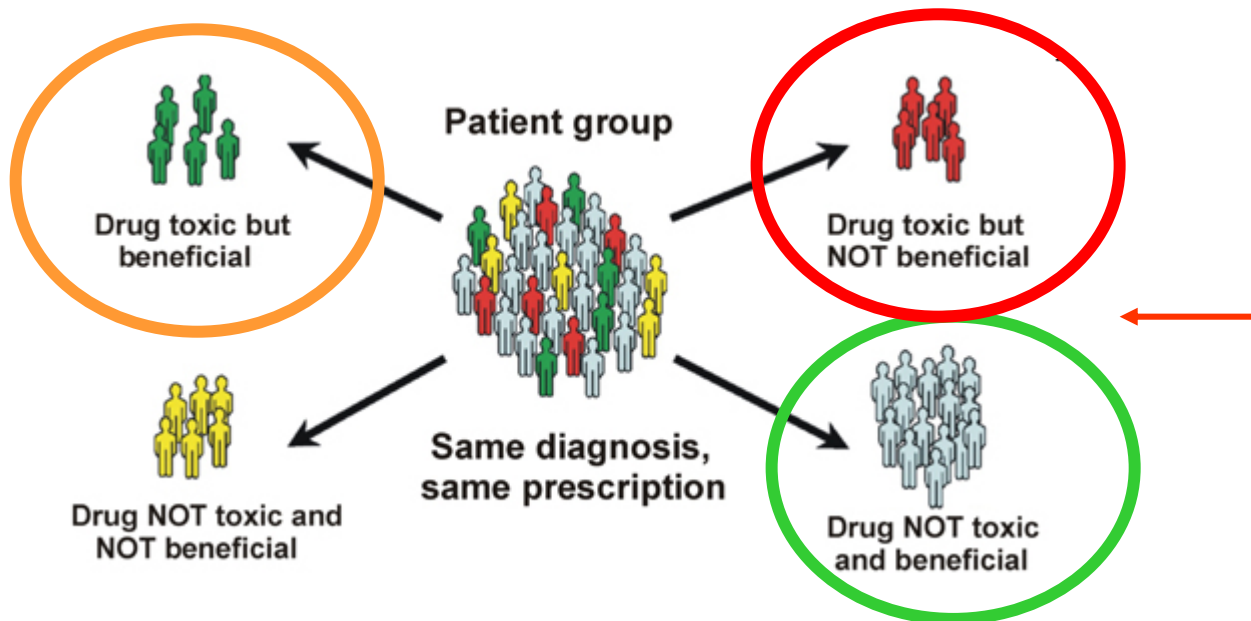 Patient group
Drug toxic but
beneficial
Drug toxic but
NOT beneficial
Same diagnosis,
same prescription
Drug NOT toxic and
NOT beneficial
Drug NOT toxic
and beneficial